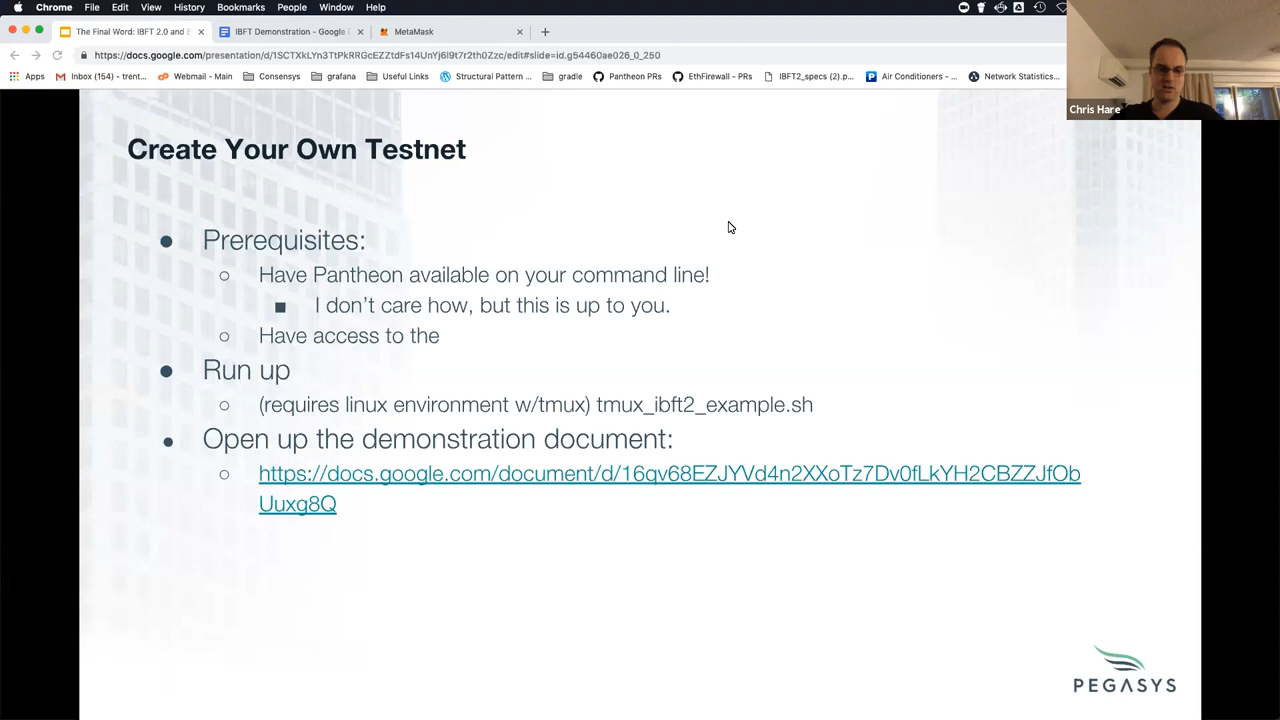 Chrome File Edit View History Bookmarks People Window Help
The Final Word: IBFT 2.0 and E
IBFT Demonstration - Google
MetaMask
https://docs.google.com/presentation/d/1SCTXkLYn3TtPkRRGcEZZtdFs14UnYj6l9t7r2th0Zzc/edit#slide=id.g54460ae026_0_250
Apps Inbox (154) - trent... Webmail - Main Consensys grafana Useful Links Structural Pattern ... gradle Pantheon PRs EthFirewall - PRs IBFT2_specs (2).p... Air Conditioners - ... Network Statistics...
Chris Hare
Create Your Own Testnet
● Prerequisites:
○ Have Pantheon available on your command line!
■ I don't care how, but this is up to you.
○ Have access to the
● Run up
○ (requires linux environment w/tmux) tmux_ibft2_example.sh
● Open up the demonstration document:
○ https://docs.google.com/document/d/16qv68EZJYVd4n2XXoTz7Dv0fLkYH2CBZZJfOb
Uuxg8Q
PEGASYS